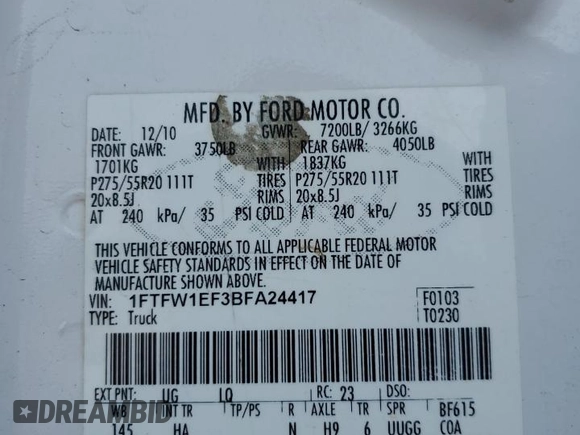 MFD. BY FORD MOTOR CO.
DATE: 12/10 GVWR: 7200LB/ 3266KG
FRONT GAWR: 3750LB REAR GAWR: 4050LB
1701KG WITH 1837KG WITH
P275/55R20 111T TIRES P275/55R20 111T TIRES
20x8.5J RIMS 20x8.5J RIMS
AT 240 kPa/ 35 PSI COLD AT 240 kPa/ 35 PSI COLD
THIS VEHICLE CONFORMS TO ALL APPLICABLE FEDERAL MOTOR
VEHICLE SAFETY STANDARDS IN EFFECT ON THE DATE OF
MANUFACTURE SHOWN ABOVE.
VIN: 1FTFW1EF3BFA24417 F0103
TYPE: Truck T0230
EXT PNT: UG LQ RC: 23 DSO:
WB INT TR TP/PS R AXLE TR SPR BF615
145 HA N H9 6 UUGG COA
DREAMBID